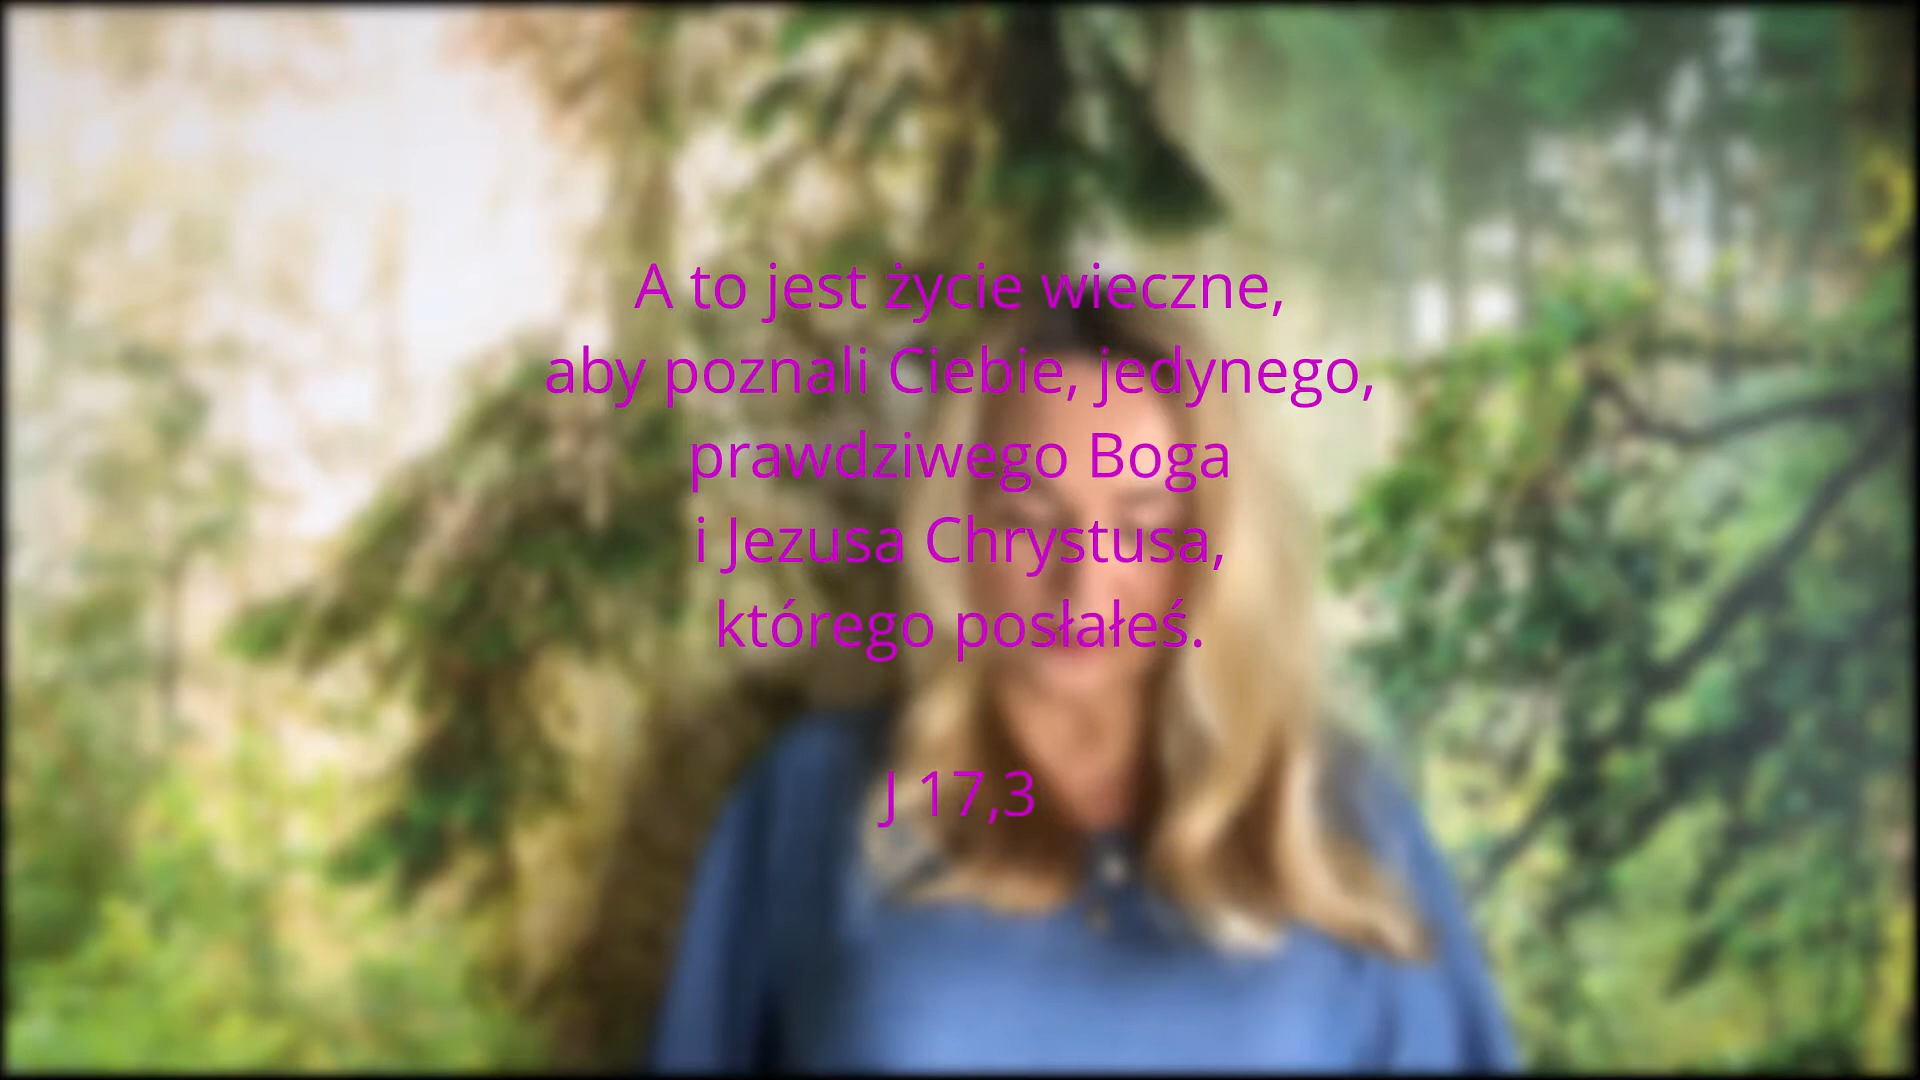 A to jest życie wieczne,
aby poznali Ciebie, jedynego,
prawdziwego Boga
i Jezusa Chrystusa,
którego posłałeś.
J 17,3